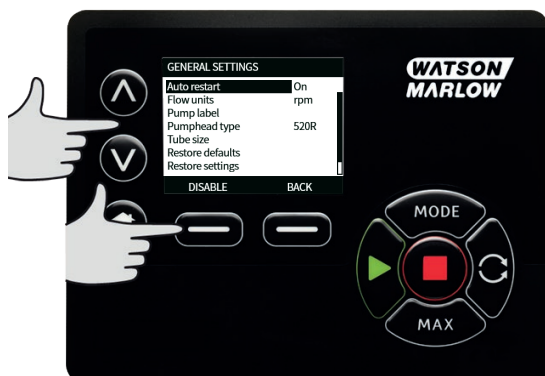 GENERAL SETTINGS
WATSON
MARLOW
Auto restart On
Flow units rpm
Pump label
Pumphead type 520R
Tube size
Restore defaults
Restore settings
DISABLE BACK
MODE
MAX